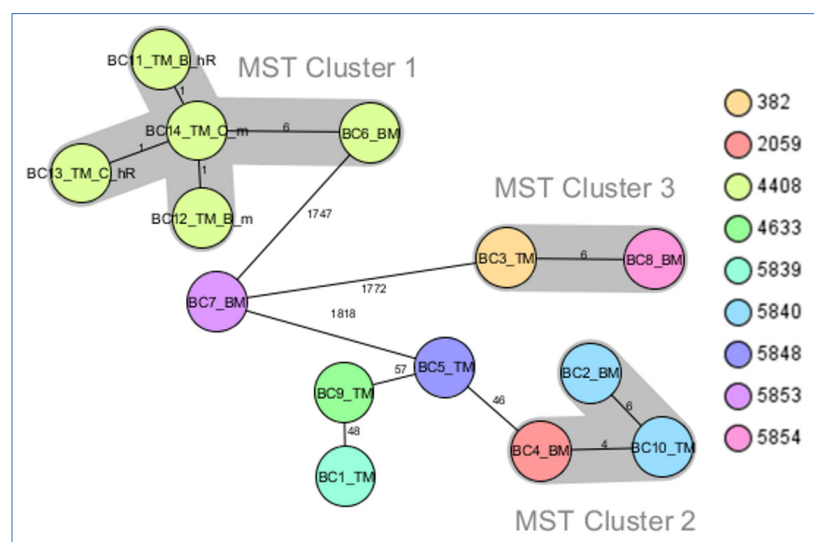 BC11_TM_B_hR
MST Cluster 1
1
BC14_TM_C_m
6
BC6_BM
1
BC13_TM_C_hR
1
BC12_TM_B_m
1747
MST Cluster 3
BC3_TM
6
BC8_BM
1772
BC7_BM
1818
BC5_TM
57
BC9_TM
48
BC1_TM
46
BC2_BM
6
BC4_BM
4
BC10_TM
MST Cluster 2
382
2059
4408
4633
5839
5840
5848
5853
5854